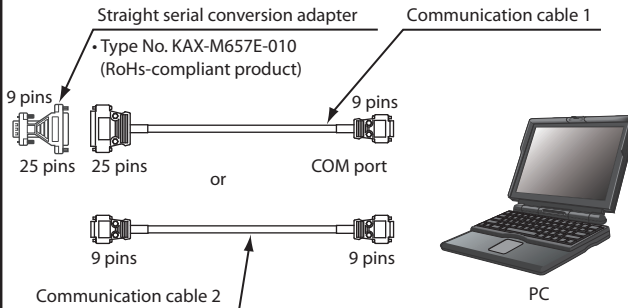 Straight serial conversion adapter
Communication cable 1
• Type No. KAX-M657E-010
(RoHs-compliant product)
9 pins
9 pins
25 pins
25 pins
COM port
or
9 pins
9 pins
Communication cable 2
PC